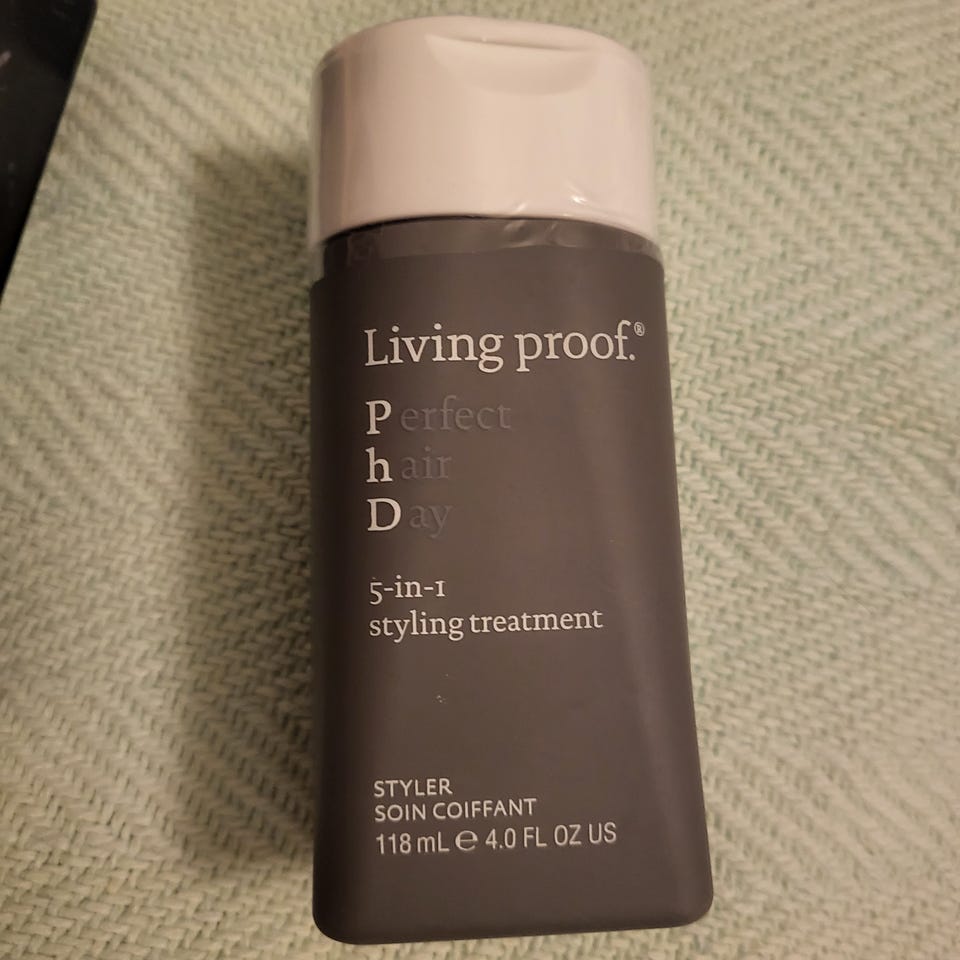 Living proof.®
Perfect
hair
Day
5-in-1
styling treatment
STYLER
SOIN COIFFANT
118 mL ℮ 4.0 FL OZ US